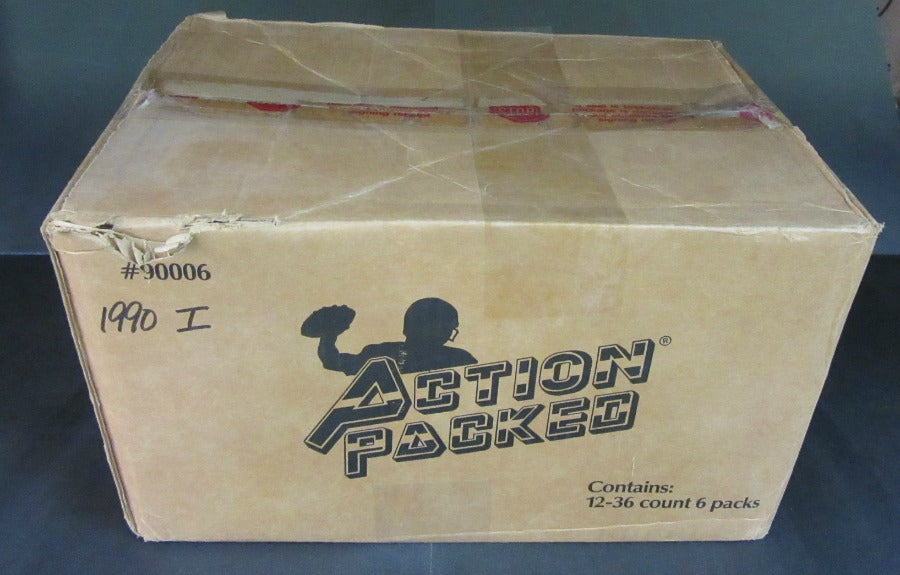 #90006
1990 I
ACTION®
PACKED
Contains:
12-36 count 6 packs